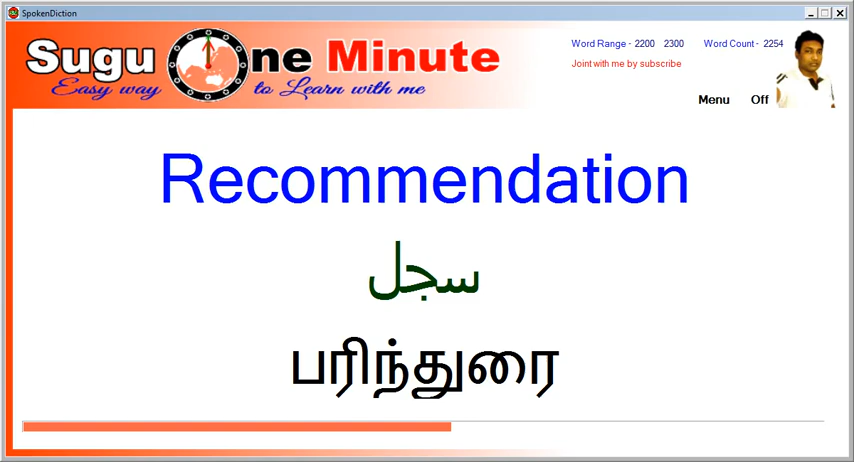 SpokenDiction
Sugu One Minute
Easy way to Learn with me
Word Range - 2200 2300 Word Count - 2254
Joint with me by subscribe
Menu Off
Recommendation
سجل
பரிந்துரை